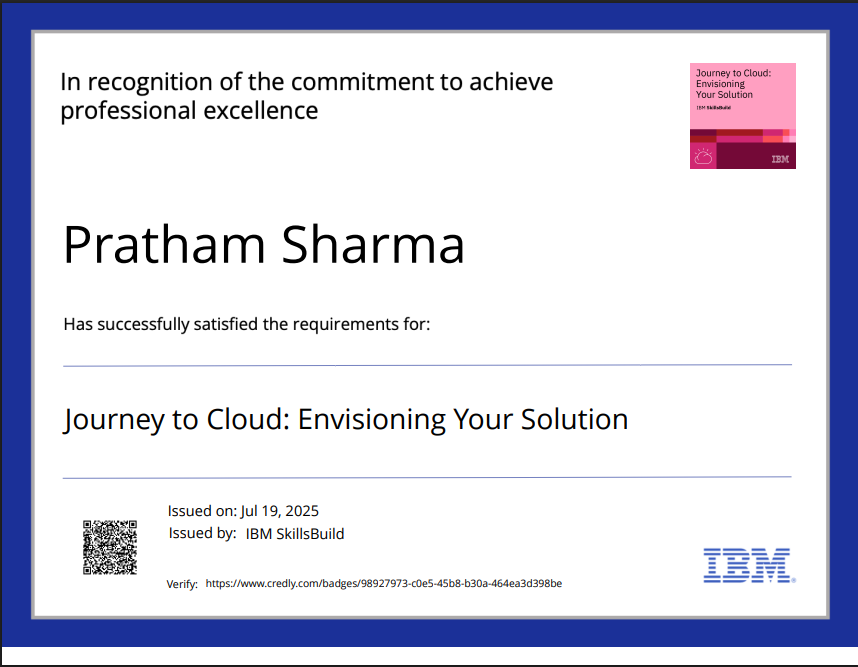 In recognition of the commitment to achieve
professional excellence
Journey to Cloud:
Envisioning
Your Solution
IBM SkillsBuild
IBM
Pratham Sharma
Has successfully satisfied the requirements for:
Journey to Cloud: Envisioning Your Solution
Issued on: Jul 19, 2025
Issued by: IBM SkillsBuild
Verify: https://www.credly.com/badges/98927973-c0e5-45b8-b30a-464ea3d398be
IBM®